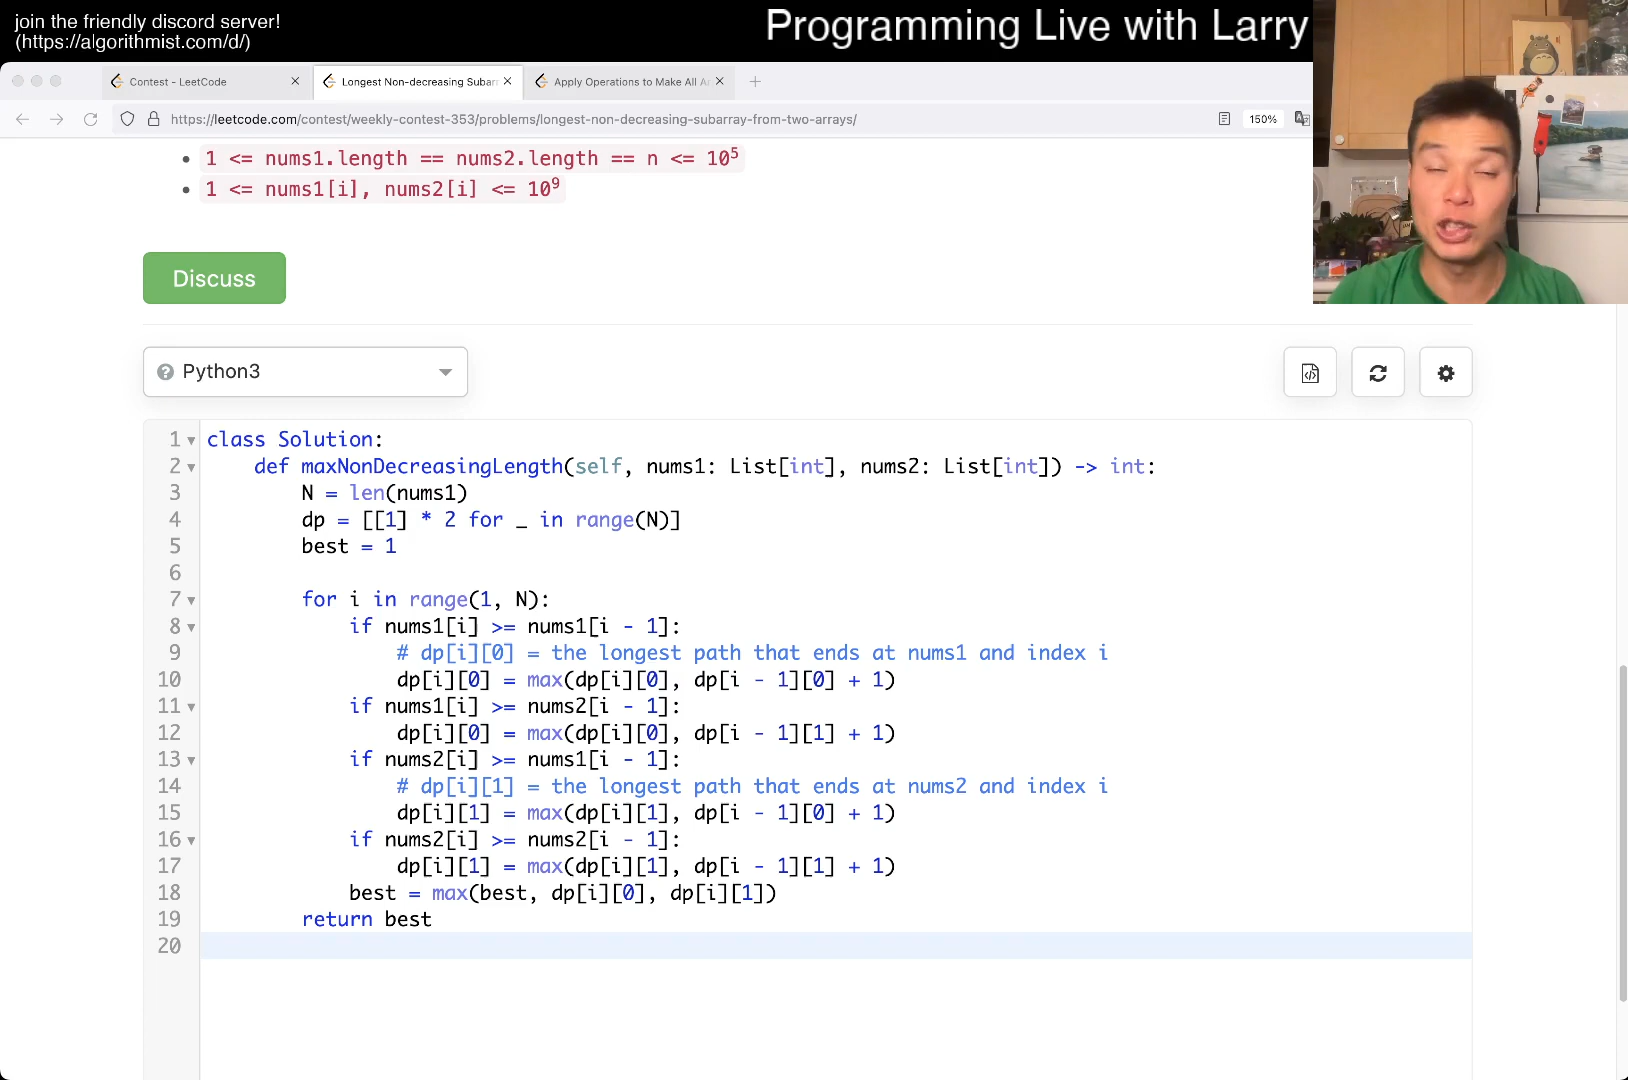 join the friendly discord server!
(https://algorithmist.com/d/)
Programming Live with Larry
Contest - LeetCode
Longest Non-decreasing Subarr
Apply Operations to Make All Ar
https://leetcode.com/contest/weekly-contest-353/problems/longest-non-decreasing-subarray-from-two-arrays/
150%
1 <= nums1.length == nums2.length == n <= 10⁵
1 <= nums1[i], nums2[i] <= 10⁹
Discuss
Python3
1 class Solution:
2     def maxNonDecreasingLength(self, nums1: List[int], nums2: List[int]) -> int:
3         N = len(nums1)
4         dp = [[1] * 2 for _ in range(N)]
5         best = 1
6
7         for i in range(1, N):
8             if nums1[i] >= nums1[i - 1]:
9                 # dp[i][0] = the longest path that ends at nums1 and index i
10                 dp[i][0] = max(dp[i][0], dp[i - 1][0] + 1)
11             if nums1[i] >= nums2[i - 1]:
12                 dp[i][0] = max(dp[i][0], dp[i - 1][1] + 1)
13             if nums2[i] >= nums1[i - 1]:
14                 # dp[i][1] = the longest path that ends at nums2 and index i
15                 dp[i][1] = max(dp[i][1], dp[i - 1][0] + 1)
16             if nums2[i] >= nums2[i - 1]:
17                 dp[i][1] = max(dp[i][1], dp[i - 1][1] + 1)
18             best = max(best, dp[i][0], dp[i][1])
19         return best
20